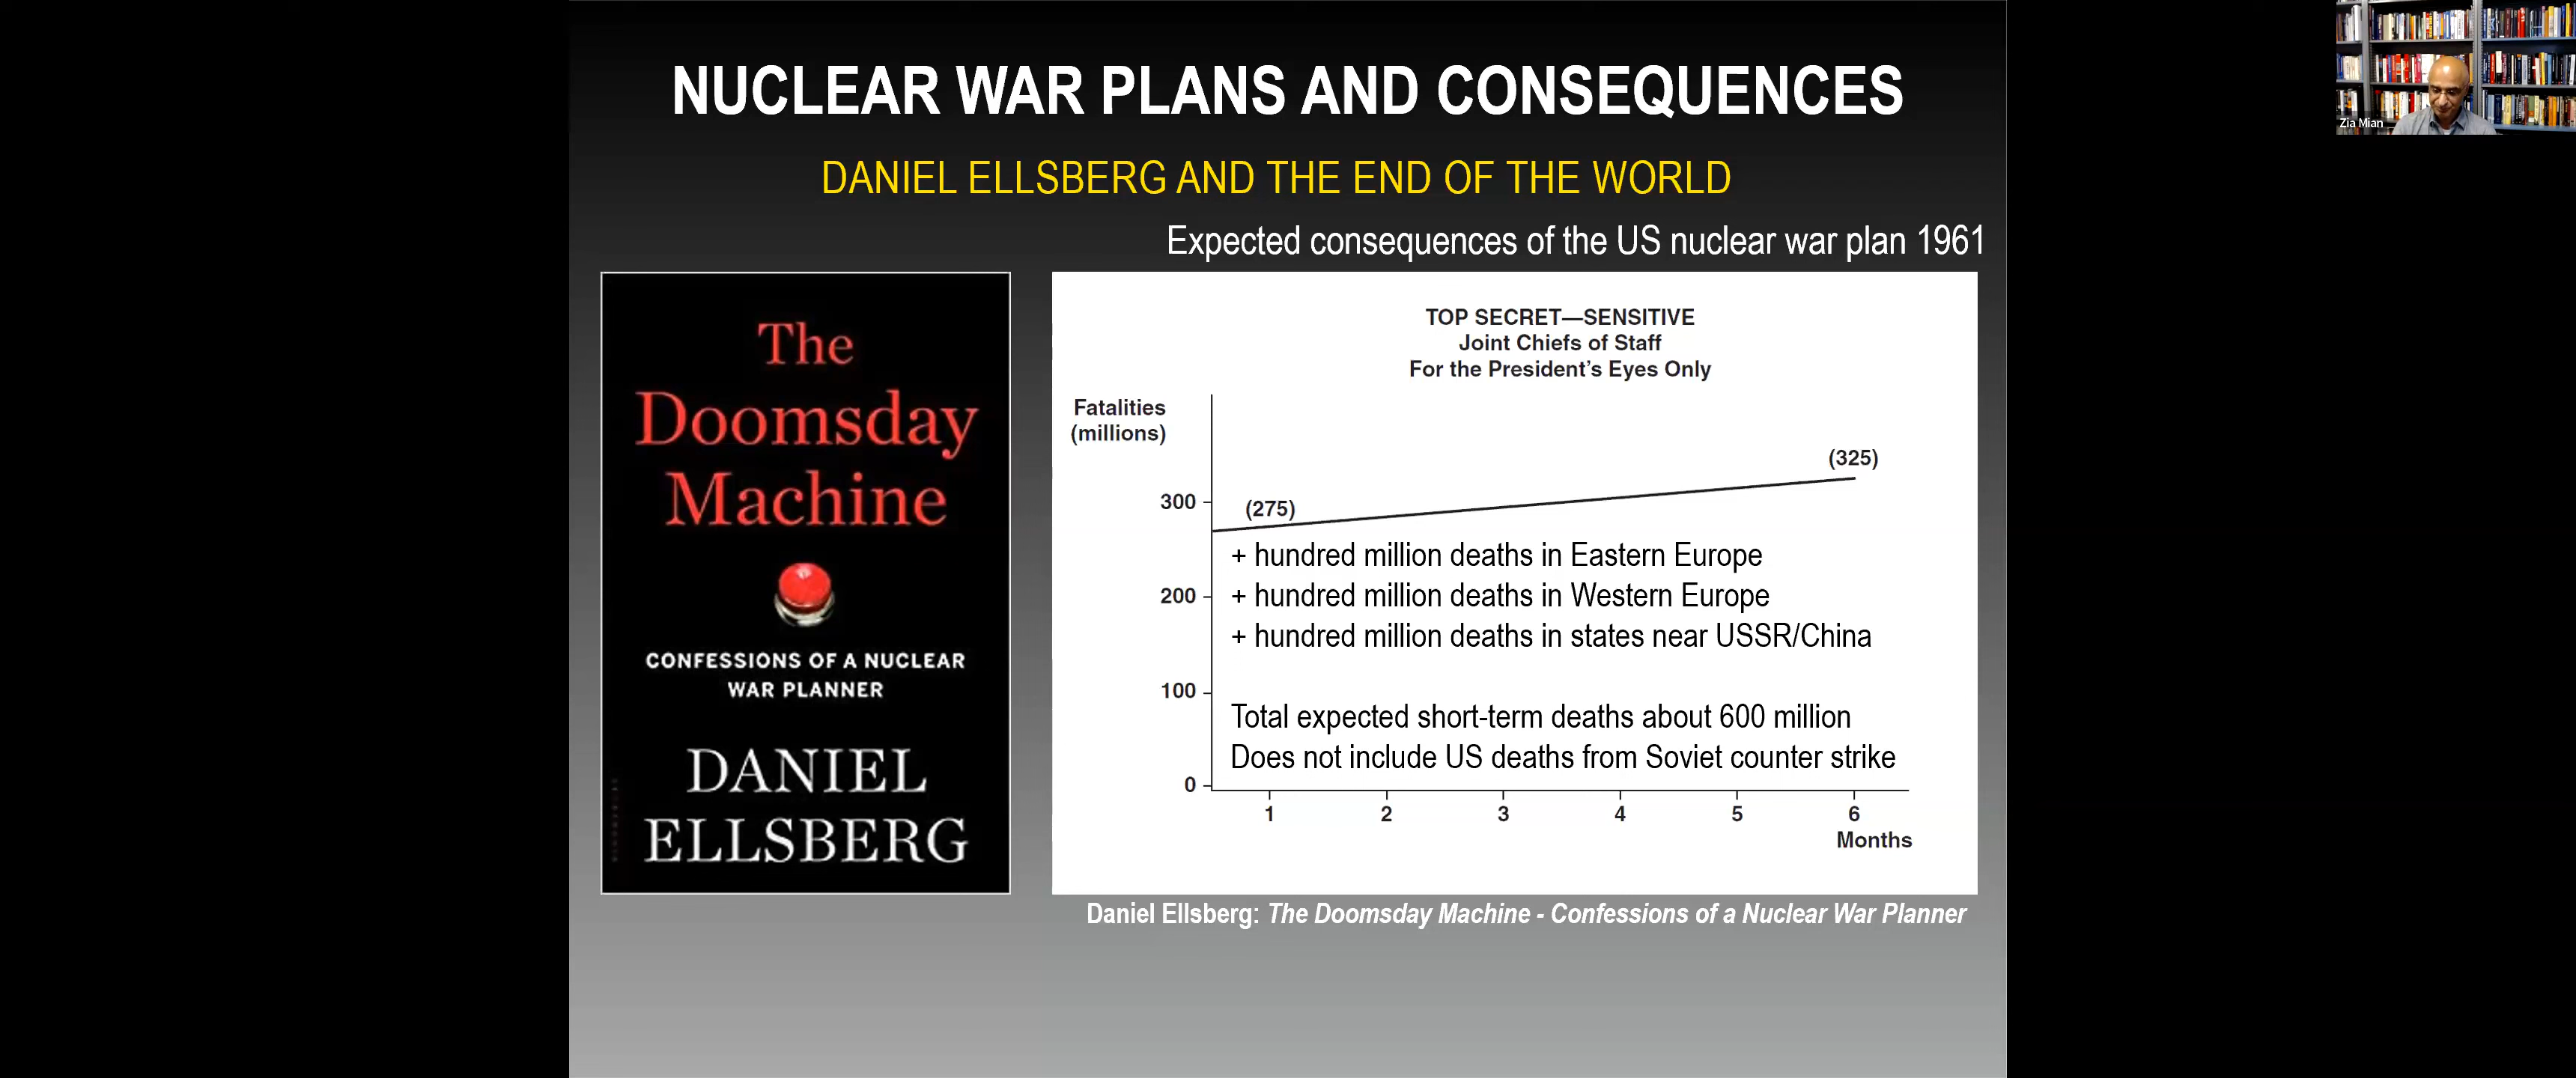 NUCLEAR WAR PLANS AND CONSEQUENCES
DANIEL ELLSBERG AND THE END OF THE WORLD
Expected consequences of the US nuclear war plan 1961
The
Doomsday
Machine
CONFESSIONS OF A NUCLEAR
WAR PLANNER
DANIEL
ELLSBERG
TOP SECRET—SENSITIVE
Joint Chiefs of Staff
For the President's Eyes Only
Fatalities
(millions)
(325)
300
(275)
+ hundred million deaths in Eastern Europe
200
+ hundred million deaths in Western Europe
+ hundred million deaths in states near USSR/China
100
Total expected short-term deaths about 600 million
Does not include US deaths from Soviet counter strike
0
1 2 3 4 5 6
Months
Daniel Ellsberg: The Doomsday Machine - Confessions of a Nuclear War Planner
Zia Mian